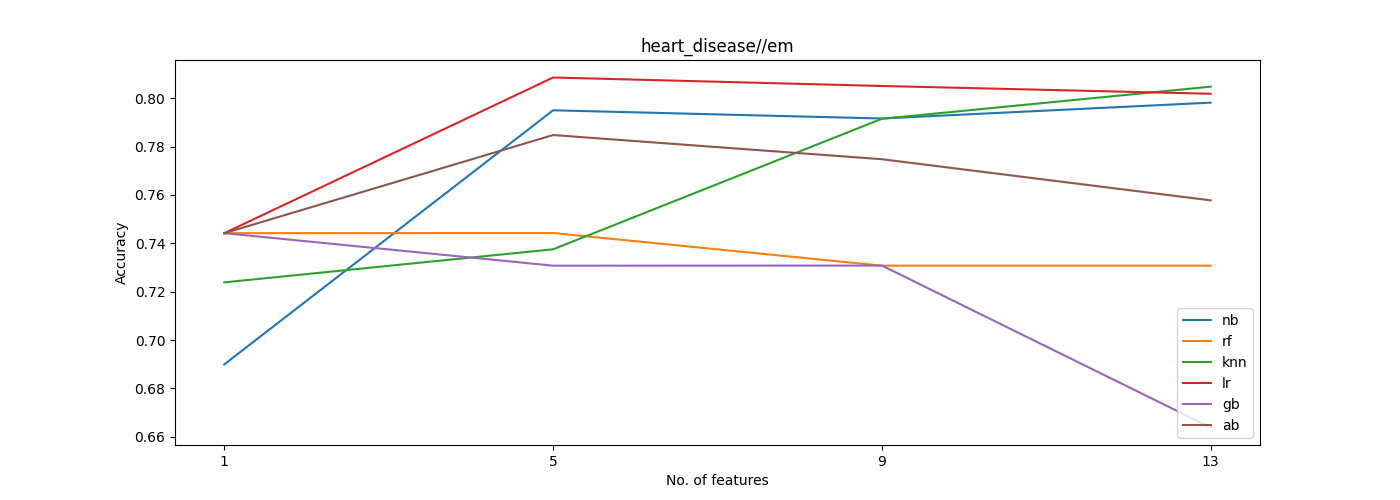 heart_disease//em
Accuracy
0.80
0.78
0.76
0.74
0.72
0.70
0.68
0.66
1 5 9 13
No. of features
nb
rf
knn
lr
gb
ab